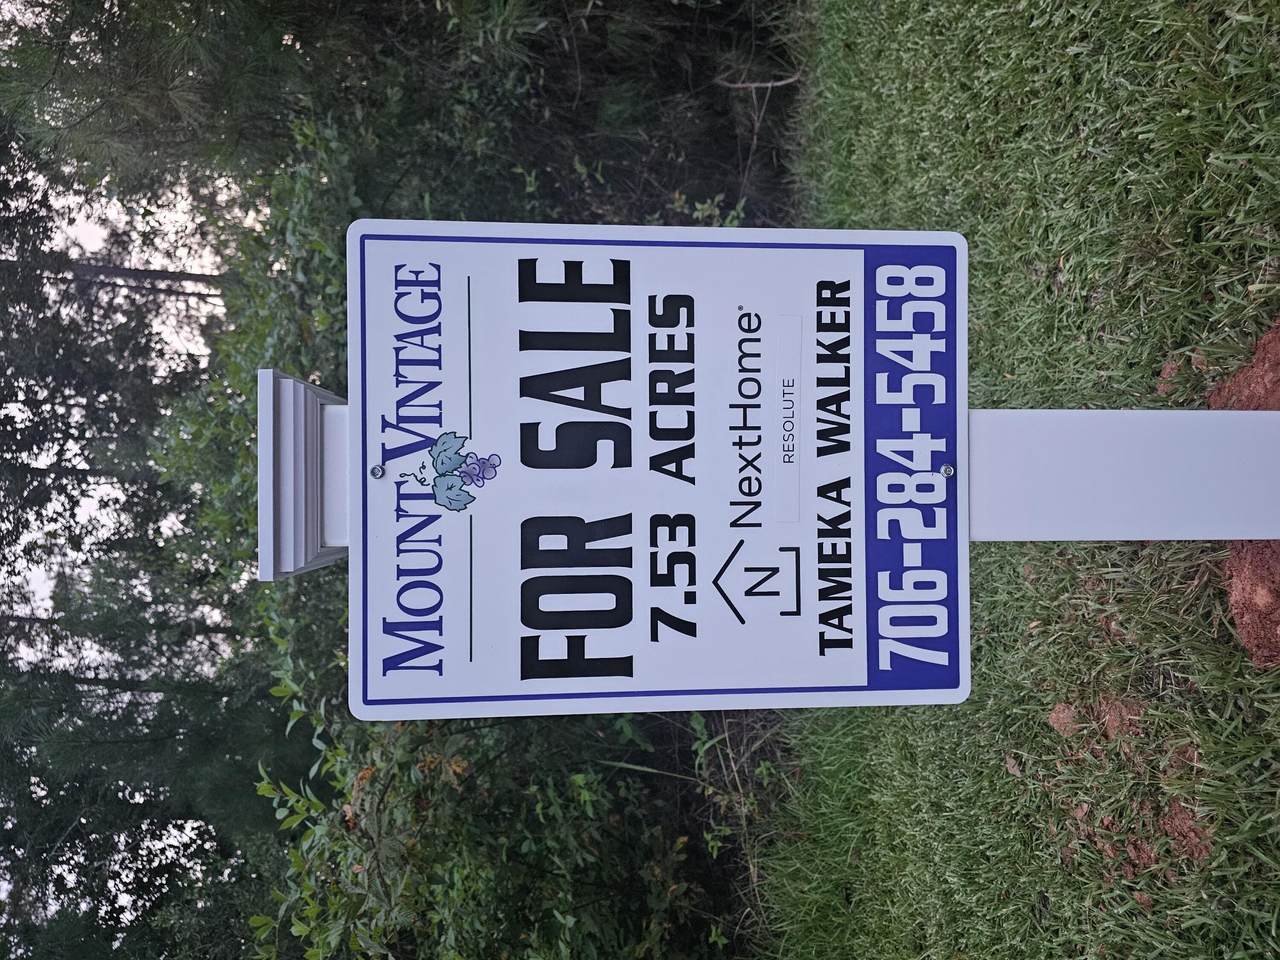 MOUNT VINTAGE
FOR SALE
7.53 ACRES
N NextHome®
RESOLUTE
TAMEKA WALKER
706-284-5458